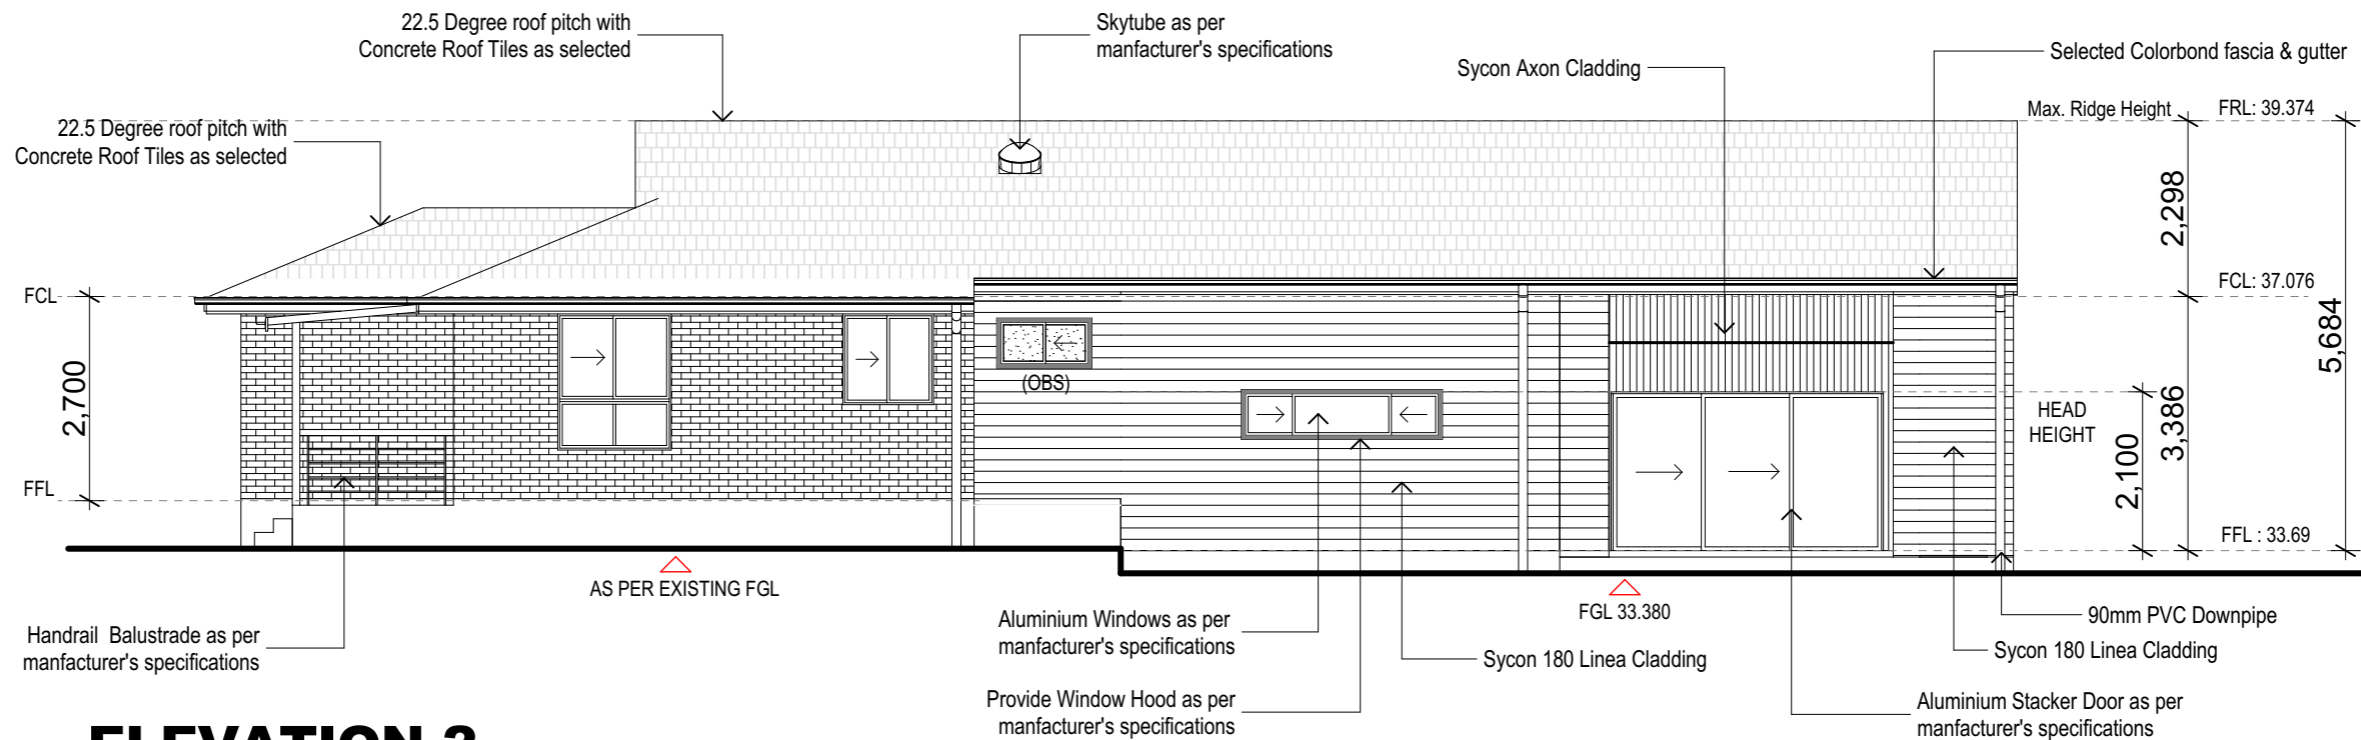 22.5 Degree roof pitch with
Concrete Roof Tiles as selected
Skytube as per
manfacturer's specifications
Sycon Axon Cladding
Selected Colorbond fascia & gutter
22.5 Degree roof pitch with
Concrete Roof Tiles as selected
Max. Ridge Height
FRL: 39.374
2,298
FCL
FCL: 37.076
5,684
2,700
(OBS)
HEAD
HEIGHT
2,100
3,386
FFL
FFL : 33.69
AS PER EXISTING FGL
FGL 33.380
Handrail Balustrade as per
manfacturer's specifications
Aluminium Windows as per
manfacturer's specifications
Sycon 180 Linea Cladding
90mm PVC Downpipe
Sycon 180 Linea Cladding
Provide Window Hood as per
manfacturer's specifications
Aluminium Stacker Door as per
manfacturer's specifications
ELEVATION 2